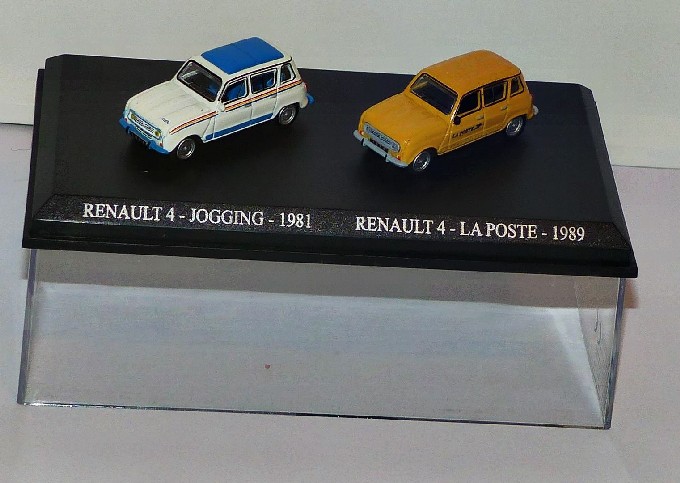 RENAULT 4 - JOGGING - 1981
RENAULT 4 - LA POSTE - 1989